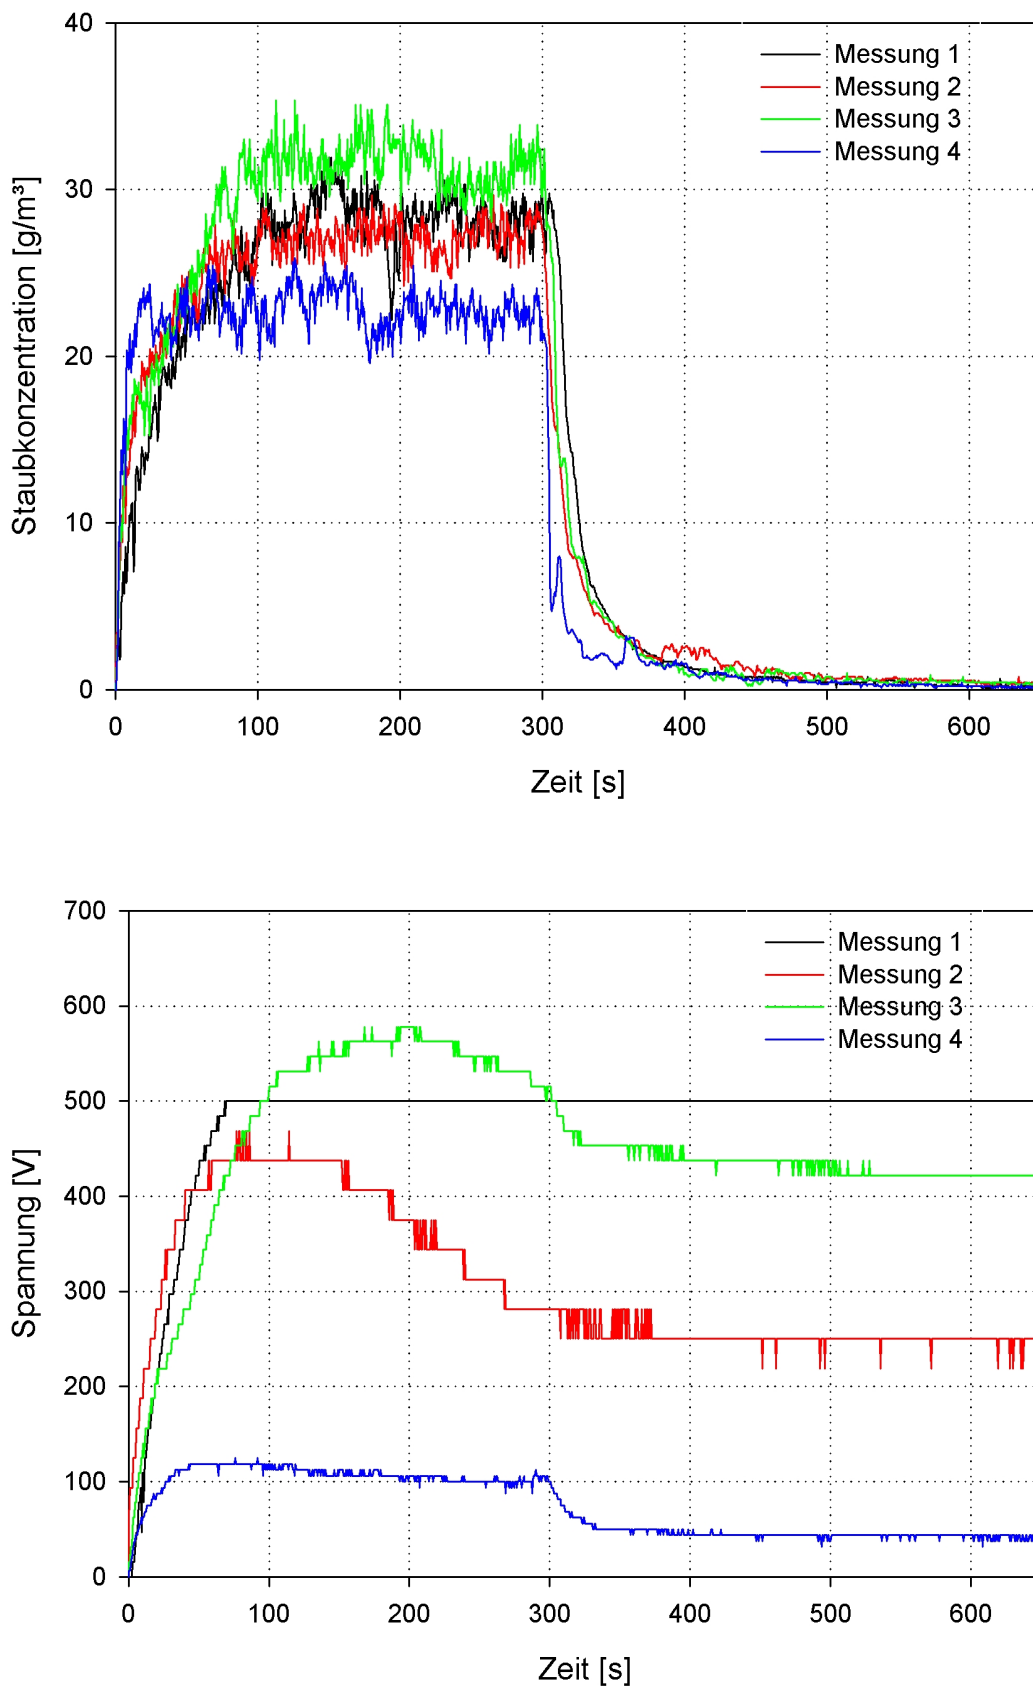 40
30
20
10
0
Staubkonzentration [g/m³]
Messung 1
Messung 2
Messung 3
Messung 4
0 100 200 300 400 500 600
Zeit [s]
700
600
500
400
300
200
100
0
Spannung [V]
Messung 1
Messung 2
Messung 3
Messung 4
0 100 200 300 400 500 600
Zeit [s]